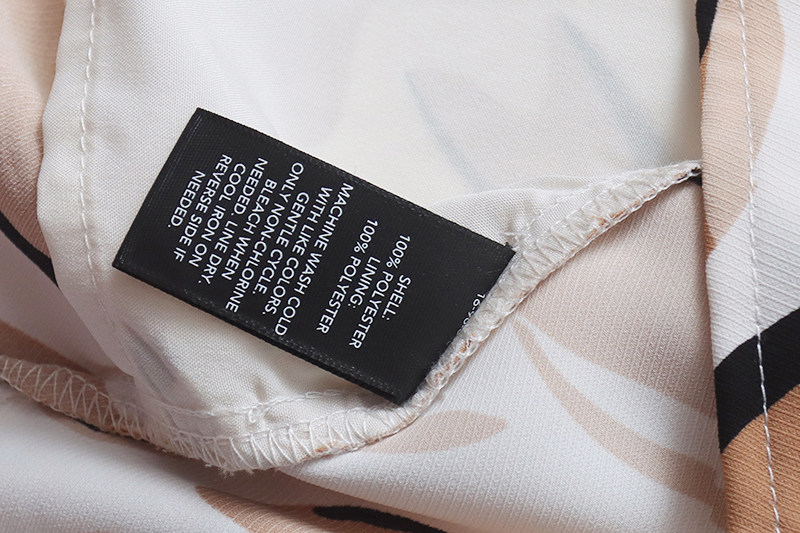 SHELL:
100% POLYESTER
LINING:
100% POLYESTER
MACHINE WASH COLD
WITH LIKE COLORS
GENTLE CYCLE.
ONLY NON-CHLORINE
BLEACH WHEN
NEEDED. LINE DRY.
COOL IRON ON
REVERSE SIDE IF
NEEDED.